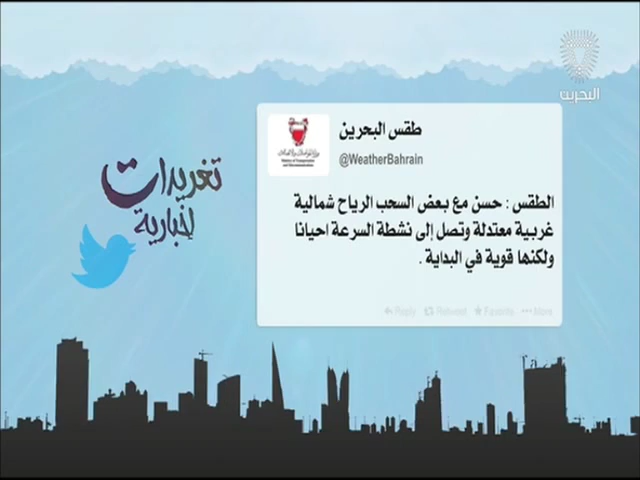 البحرين
تغريدات
إخبارية
طقس البحرين
@WeatherBahrain
الطقس : حسن مع بعض السحب الرياح شمالية
غربية معتدلة وتصل إلى نشطة السرعة احيانا
ولكنها قوية في البداية .
Reply Retweet Favorite More